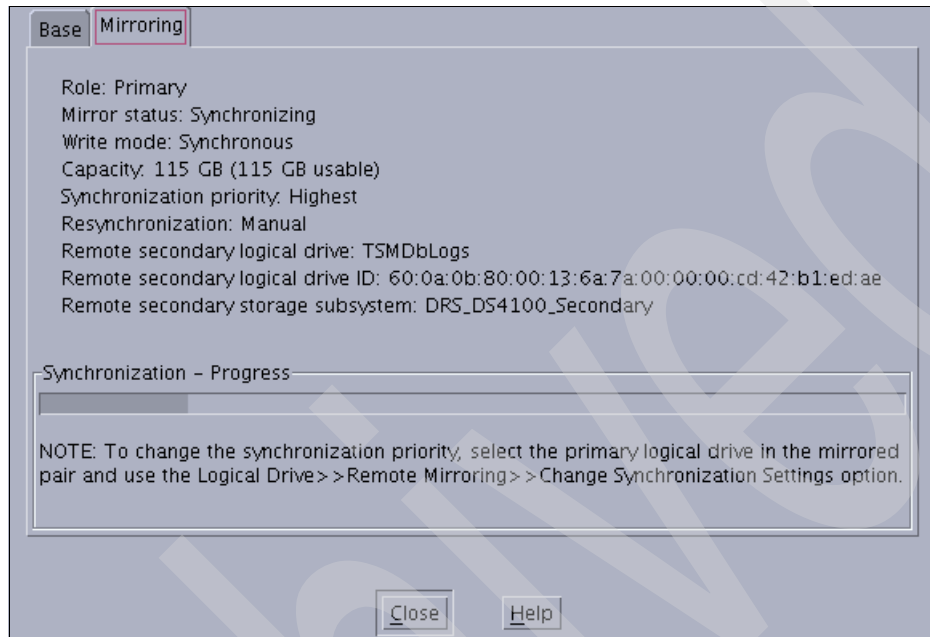 Base Mirroring
Role: Primary
Mirror status: Synchronizing
Write mode: Synchronous
Capacity: 115 GB (115 GB usable)
Synchronization priority: Highest
Resynchronization: Manual
Remote secondary logical drive: TSMDbLogs
Remote secondary logical drive ID: 60:0a:0b:80:00:13:6a:7a:00:00:00:cd:42:b1:ed:ae
Remote secondary storage subsystem: DRS_DS4100_Secondary
Synchronization - Progress
NOTE: To change the synchronization priority, select the primary logical drive in the mirrored
pair and use the Logical Drive>>Remote Mirroring>>Change Synchronization Settings option.
Close Help